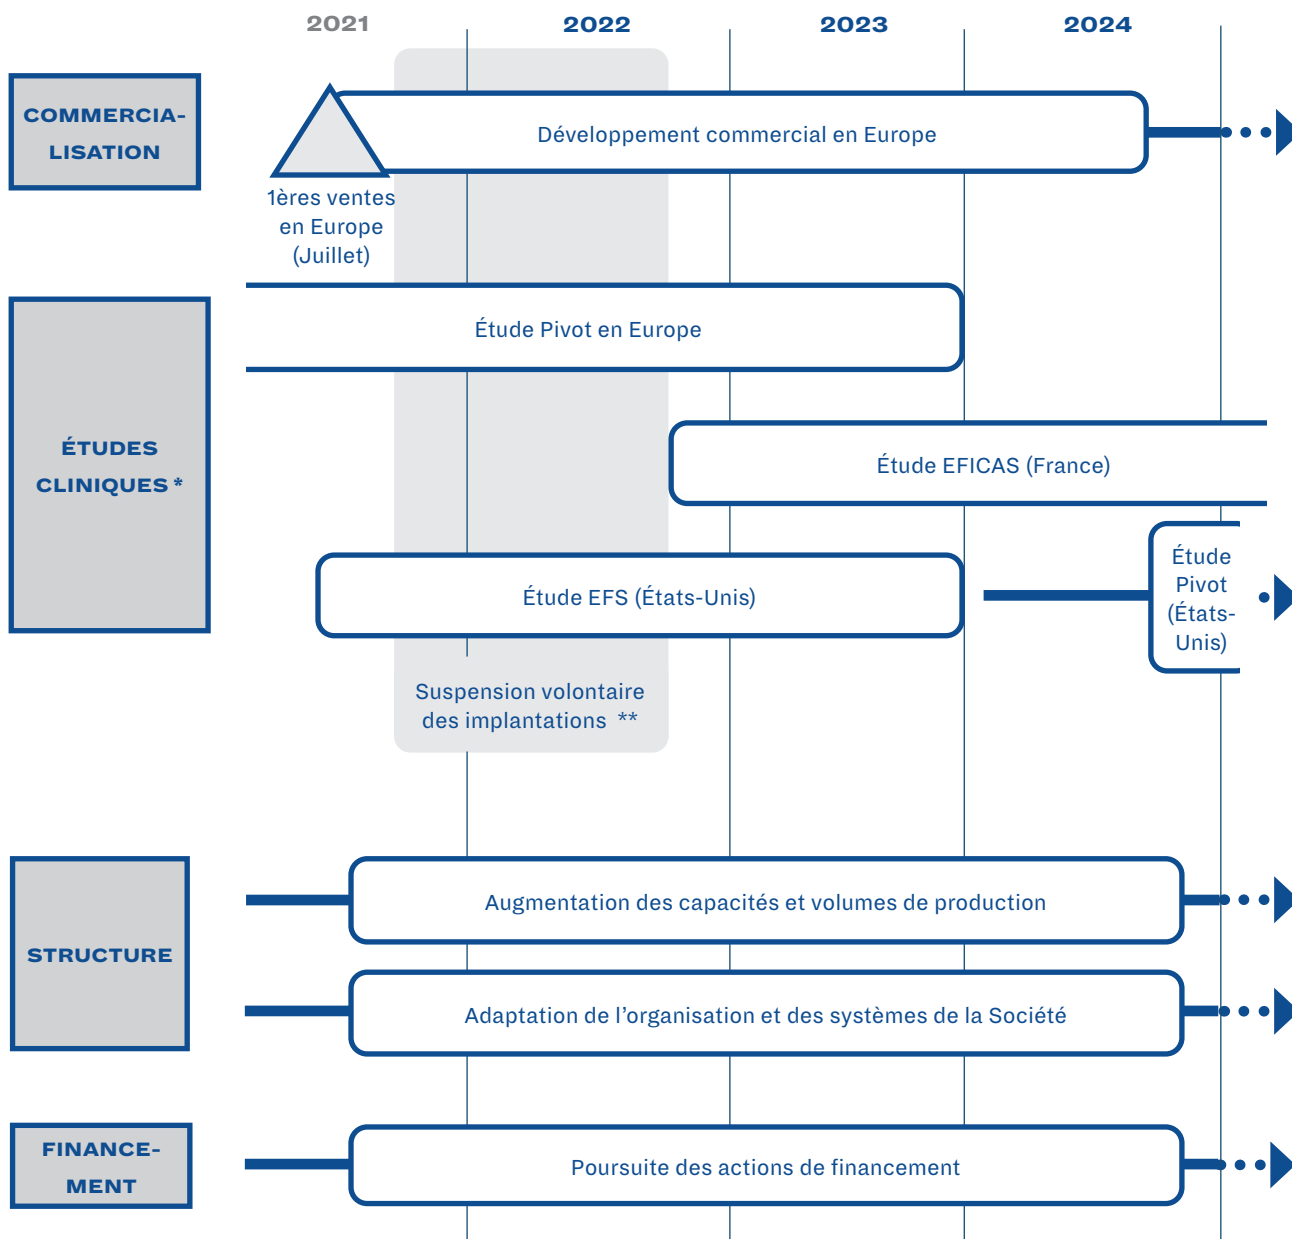 2021
2022
2023
2024
COMMERCIA-
LISATION
Développement commercial en Europe
1ères ventes
en Europe
(Juillet)
Étude Pivot en Europe
ÉTUDES
CLINIQUES *
Étude EFICAS (France)
Étude EFS (États-Unis)
Étude
Pivot
(États-
Unis)
Suspension volontaire
des implantations **
STRUCTURE
Augmentation des capacités et volumes de production
Adaptation de l’organisation et des systèmes de la Société
FINANCE-
MENT
Poursuite des actions de financement